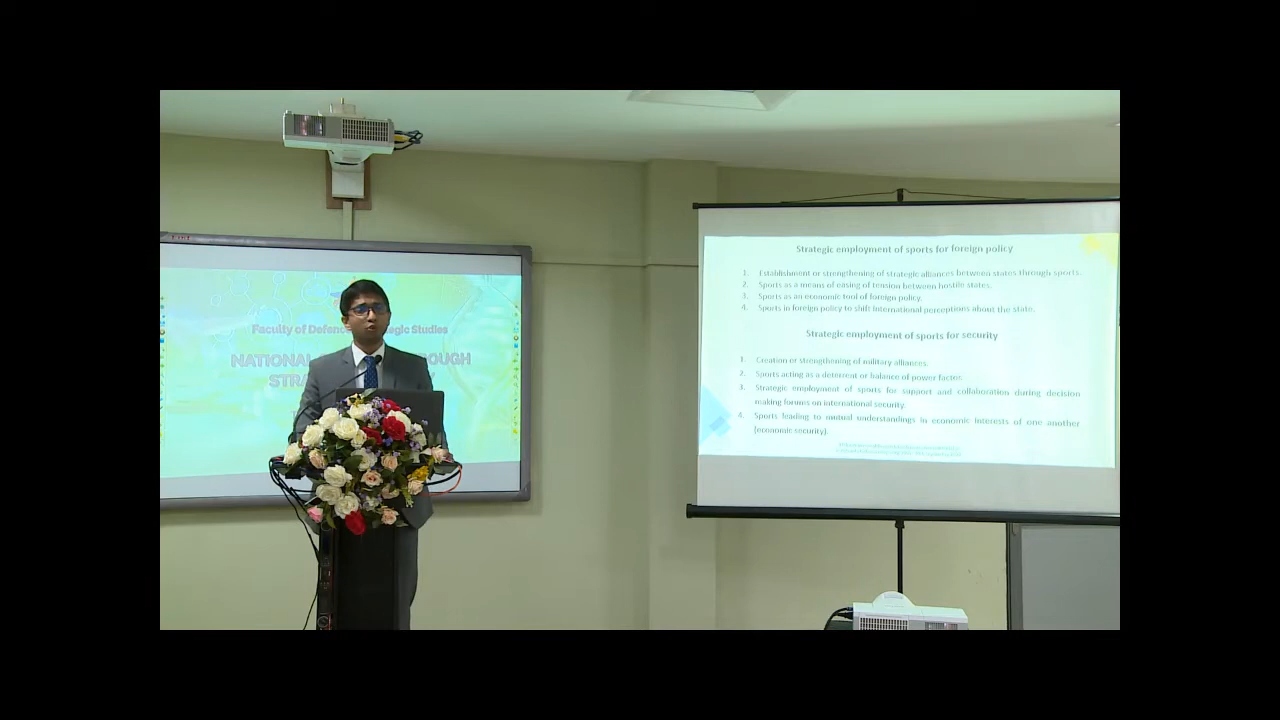 Faculty of Defence
egic Studies
NATIONAL
OUGH
STRA
Strategic employment of sports for foreign policy
1. Establishment or strengthening of strategic alliances between states through sports.
2. Sports as a means of easing of tension between hostile states.
3. Sports as an economic tool of foreign policy.
4. Sports in foreign policy to shift international perceptions about the state.
Strategic employment of sports for security
1. Creation or strengthening of military alliances.
2. Sports acting as a deterrent or balance of power factor.
3. Strategic employment of sports for support and collaboration during decision
making forums on international security.
4. Sports leading to mutual understandings in economic interests of one another
(economic security).